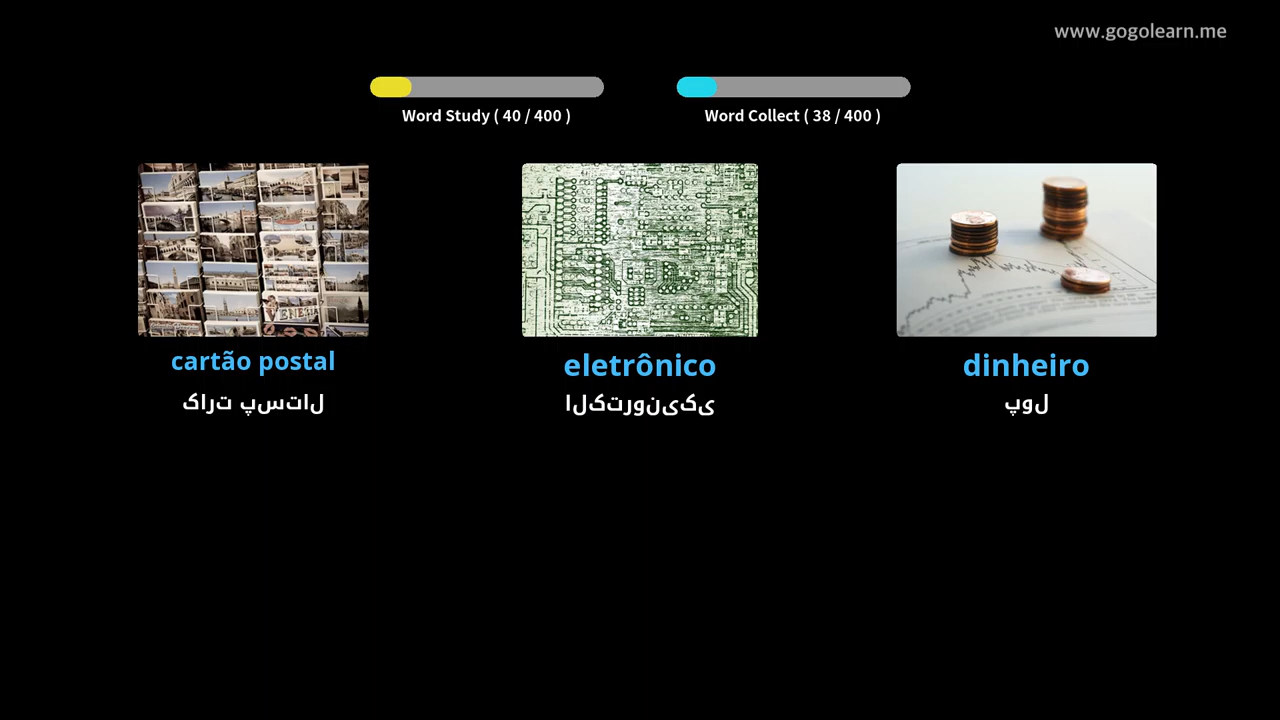 www.gogolearn.me
Word Study ( 40 / 400 )
Word Collect ( 38 / 400 )
cartão postal
eletrônico
dinheiro
کارت پستال
الکترونیکی
پول